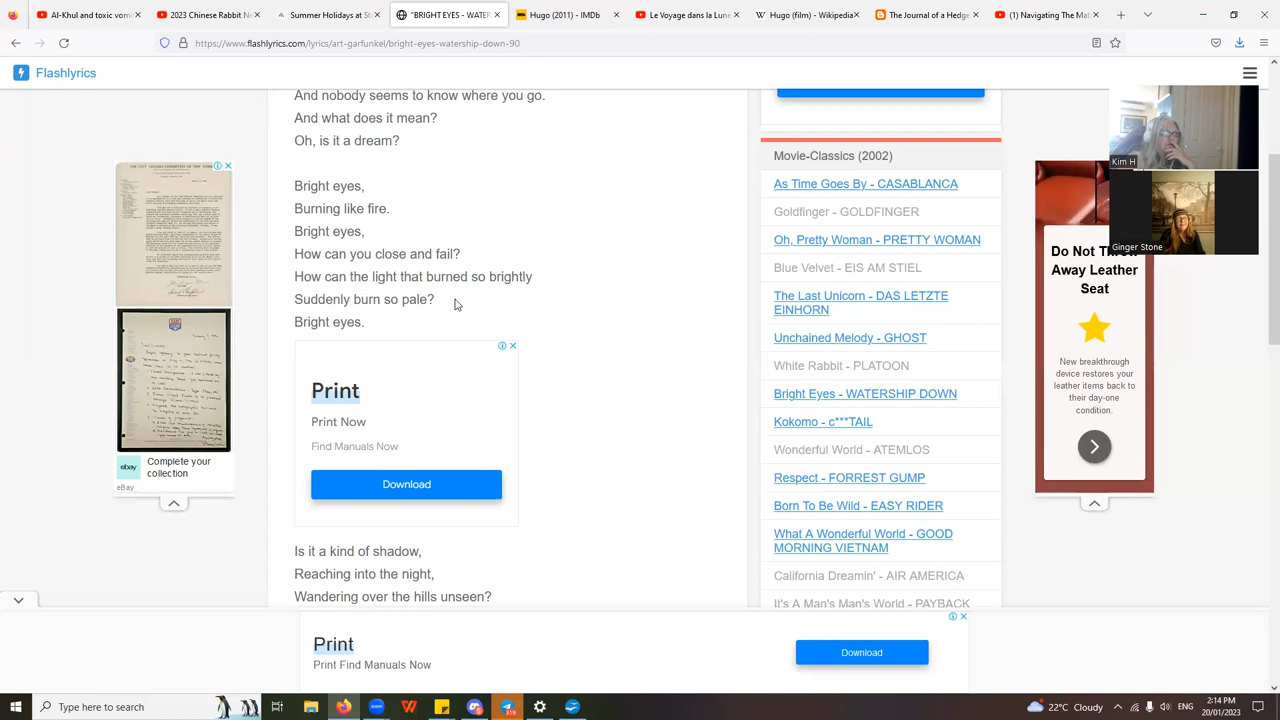 Al-Khul and toxic vomi
2023 Chinese Rabbit Ne
Summer Holidays at St
"BRIGHT EYES - WATER
Hugo (2011) - IMDb
Le Voyage dans la Lune
Hugo (film) - Wikipedia
The Journal of a Hedge
(1) Navigating The Mat
https://www.flashlyrics.com/lyrics/art-garfunkel/bright-eyes-watership-down-90
Flashlyrics
And nobody seems to know where you go.
And what does it mean?
Oh, is it a dream?
Bright eyes,
Burning like fire.
Bright eyes,
How can you close and fail?
How can the light that burned so brightly
Suddenly burn so pale?
Bright eyes.
Print
Print Now
Find Manuals Now
Download
Is it a kind of shadow,
Reaching into the night,
Wandering over the hills unseen?
ebay
Complete your
collection
eBay
Movie-Classics (2002)
As Time Goes By - CASABLANCA
Goldfinger - GOLDFINGER
Oh, Pretty Woman - PRETTY WOMAN
Blue Velvet - EIS AM STIEL
The Last Unicorn - DAS LETZTE
EINHORN
Unchained Melody - GHOST
White Rabbit - PLATOON
Bright Eyes - WATERSHIP DOWN
Kokomo - c***TAIL
Wonderful World - ATEMLOS
Respect - FORREST GUMP
Born To Be Wild - EASY RIDER
What A Wonderful World - GOOD
MORNING VIETNAM
California Dreamin' - AIR AMERICA
It's A Man's Man's World - PAYBACK
Kim H
Ginger Stone
Do Not Throw
Away Leather
Seat
New breakthrough
device restores your
leather items back to
their day-one
condition.
Print
Print Find Manuals Now
Download
Type here to search
zoom
819
22°C Cloudy
ENG
2:14 PM
20/01/2023